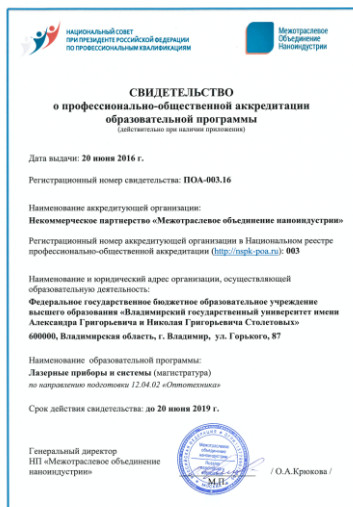 НАЦИОНАЛЬНЫЙ СОВЕТ
ПРИ ПРЕЗИДЕНТЕ РОССИЙСКОЙ ФЕДЕРАЦИИ
ПО ПРОФЕССИОНАЛЬНЫМ КВАЛИФИКАЦИЯМ
Межотраслевое
Объединение
Наноиндустрии
СВИДЕТЕЛЬСТВО
о профессионально-общественной аккредитации
образовательной программы
(действительно при наличии приложения)
Дата выдачи: 20 июня 2016 г.
Регистрационный номер свидетельства: ПОА-003.16
Наименование аккредитующей организации:
Некоммерческое партнерство «Межотраслевое объединение наноиндустрии»
Регистрационный номер аккредитующей организации в Национальном реестре
профессионально-общественной аккредитации (http://nspk-poa.ru): 003
Наименование и юридический адрес организации, осуществляющей
образовательную деятельность:
Федеральное государственное бюджетное образовательное учреждение
высшего образования «Владимирский государственный университет имени
Александра Григорьевича и Николая Григорьевича Столетовых»
600000, Владимирская область, г. Владимир, ул. Горького, 87
Наименование образовательной программы:
Лазерные приборы и системы (магистратура)
по направлению подготовки 12.04.02 «Оптотехника»
Срок действия свидетельства: до 20 июня 2019 г.
Генеральный директор
НП «Межотраслевое объединение
наноиндустрии»
/ О.А.Крюкова /
М.П.